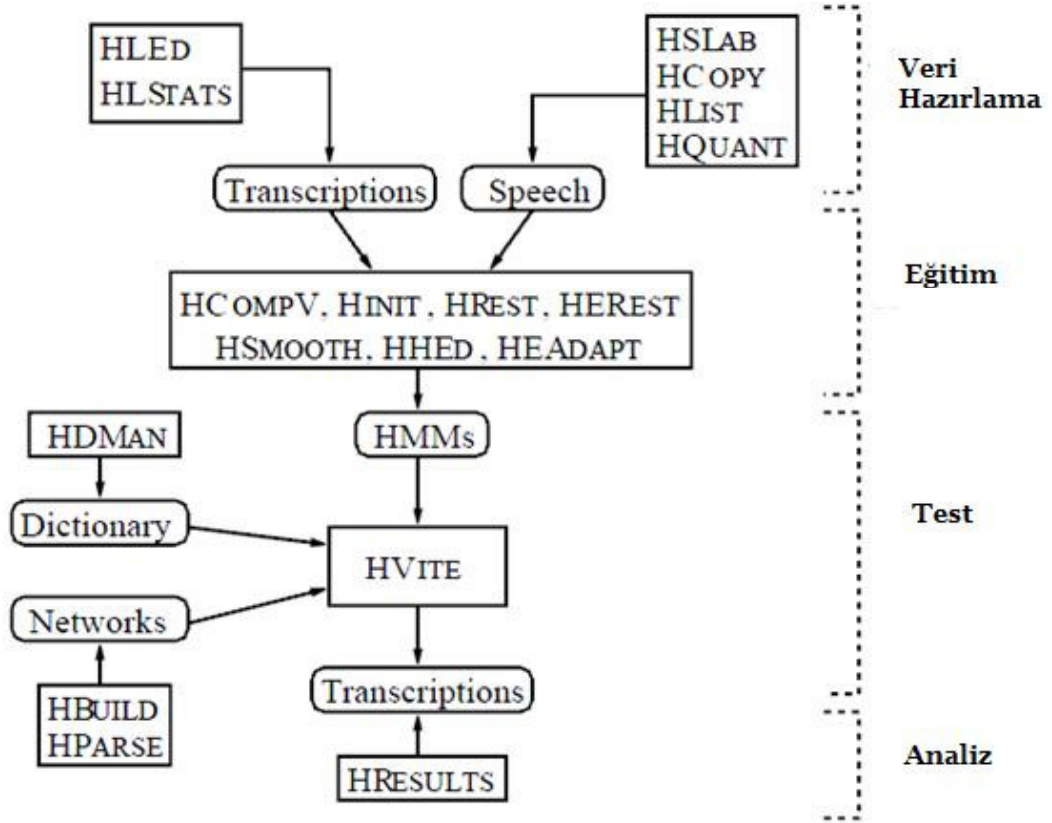 HLED
HLSTATS
HSLAB
HCOPY
HLIST
HQUANT
Veri
Hazırlama
Transcriptions
Speech
Eğitim
HCOMPV, HINIT, HREST, HEREST
HSMOOTH, HHED, HEADAPT
HDMAN
HMMs
Dictionary
Test
HVITE
Networks
Transcriptions
HBUILD
HPARSE
Analiz
HRESULTS